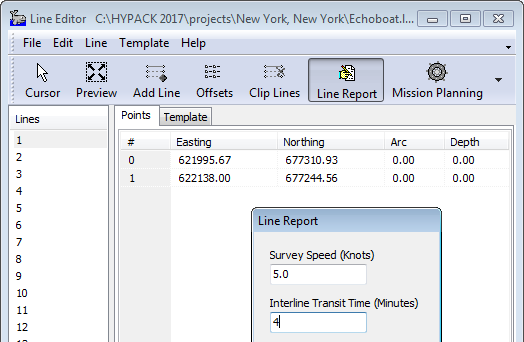 Line Editor C:\HYPACK 2017\projects\New York, New York\Echoboat.l...
File Edit Line Template Help
Cursor Preview Add Line Offsets Clip Lines Line Report Mission Planning
Lines
Points Template
# Easting Northing Arc Depth
0 621995.67 677310.93 0.00 0.00
1 622138.00 677244.56 0.00 0.00
1
2
3
4
5
6
7
8
9
10
11
12
Line Report
Survey Speed (Knots)
5.0
Interline Transit Time (Minutes)
4